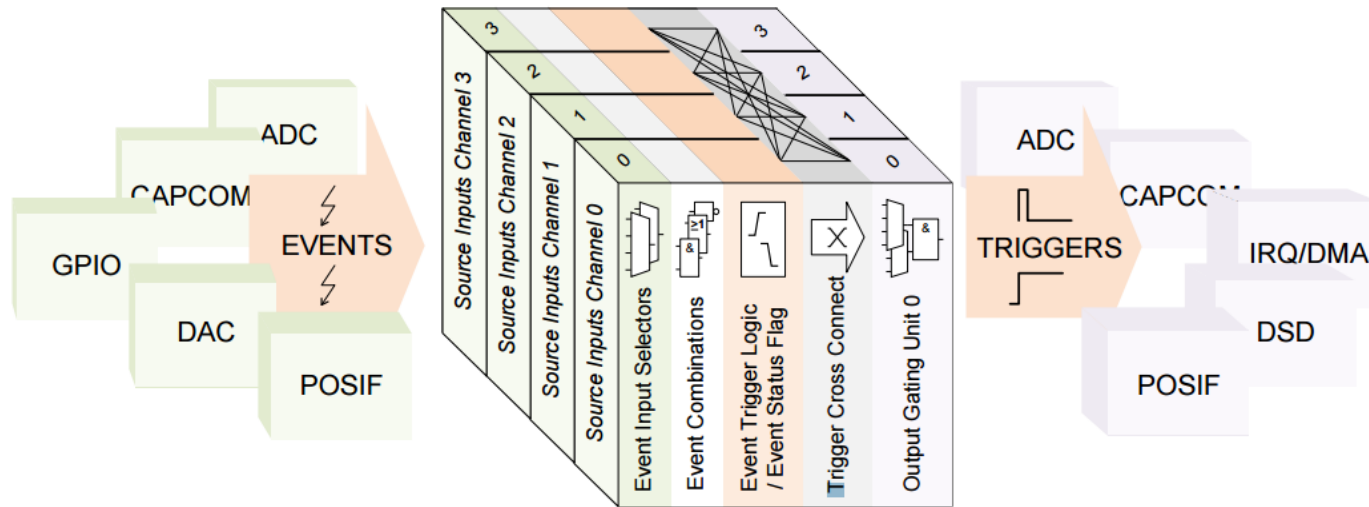 ADC
CAPCOM
GPIO
DAC
POSIF
EVENTS
3
2
1
0
Source Inputs Channel 3
Source Inputs Channel 2
Source Inputs Channel 1
Source Inputs Channel 0
3
2
1
0
&
≥1
&
Event Input Selectors
Event Combinations
Event Trigger Logic
/ Event Status Flag
Trigger Cross Connect
Output Gating Unit 0
TRIGGERS
ADC
CAPCOM
IRQ/DMA
DSD
POSIF